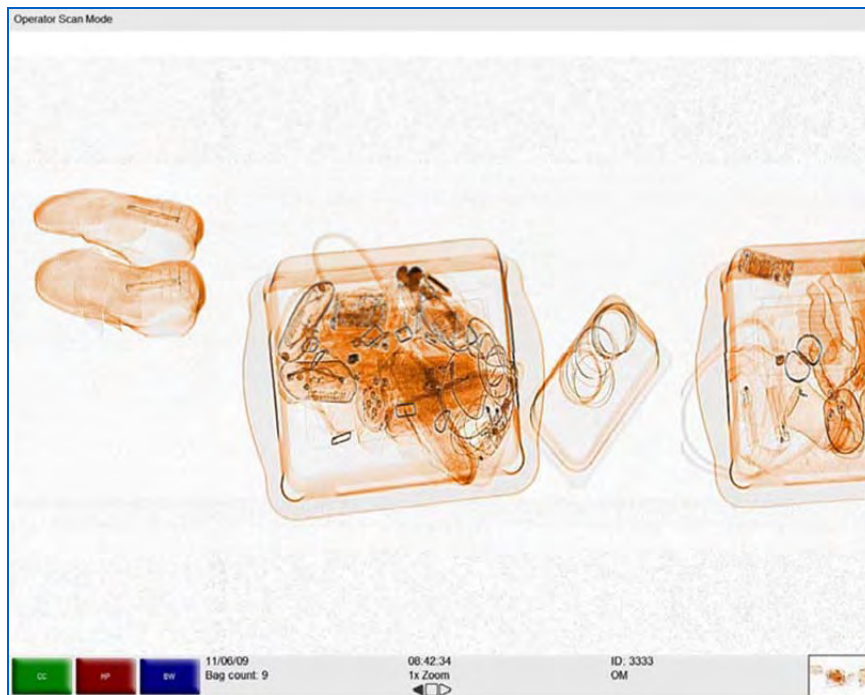 Operator Scan Mode
CC
HP
BW
11/06/09
Bag count: 9
08:42:34
1x Zoom
ID: 3333
OM